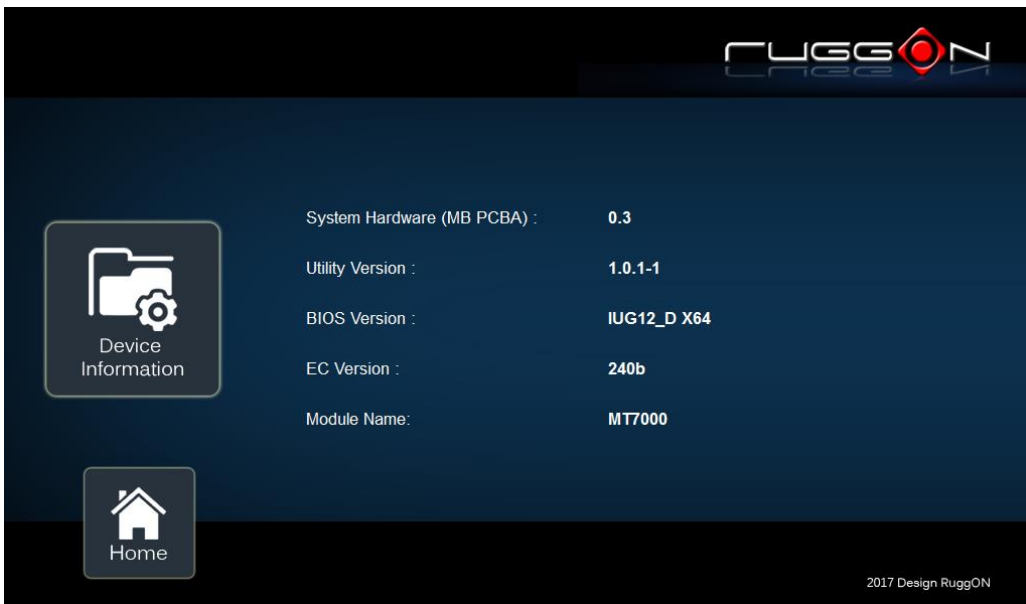 RUGGON
System Hardware (MB PCBA) : 0.3
Utility Version : 1.0.1-1
BIOS Version : IUG12_D X64
EC Version : 240b
Module Name: MT7000
Device
Information
Home
2017 Design RuggON